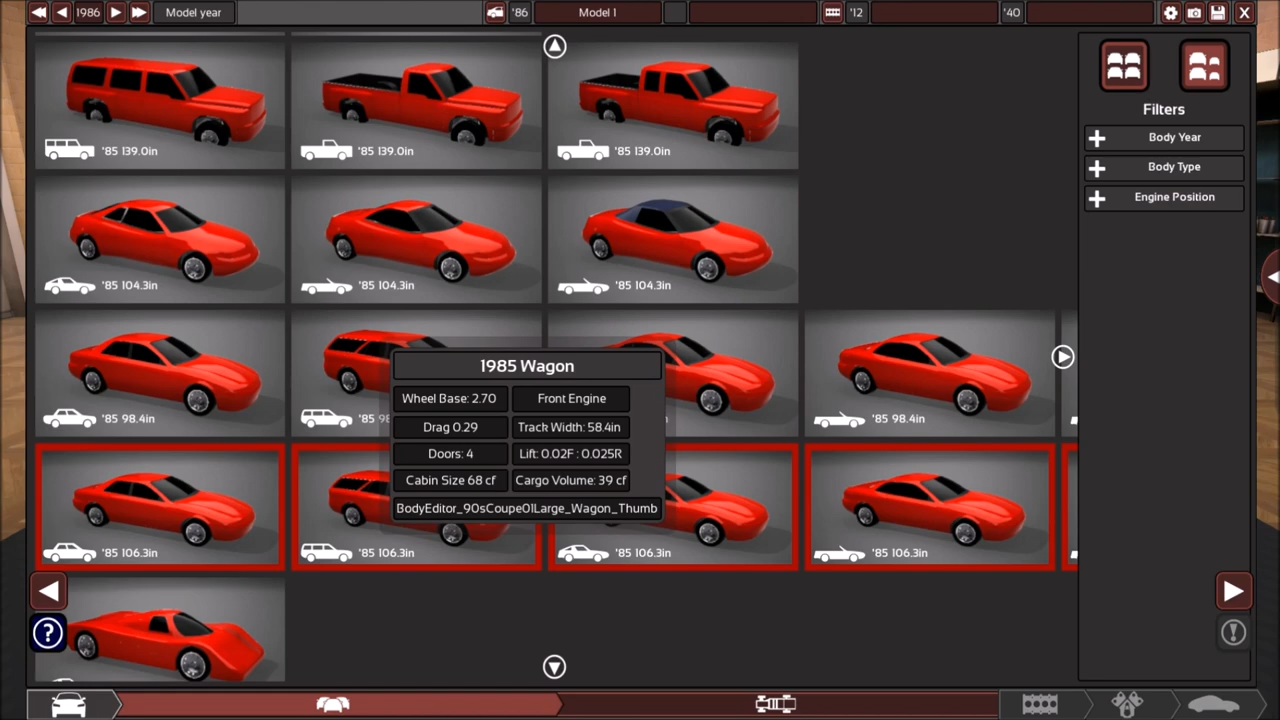 1986
Model year
'86
Model 1
'12
'40
Filters
Body Year
Body Type
Engine Position
'85 139.0in
'85 139.0in
'85 139.0in
'85 104.3in
'85 104.3in
'85 104.3in
'85 98.4in
'85 98
'85 98.4in
1985 Wagon
Wheel Base: 2.70
Front Engine
Drag 0.29
Track Width: 58.4in
Doors: 4
Lift: 0.02F : 0.025R
Cabin Size 68 cf
Cargo Volume: 39 cf
BodyEditor_90sCoupe01Large_Wagon_Thumb
'85 106.3in
'85 106.3in
'85 106.3in
'85 106.3in